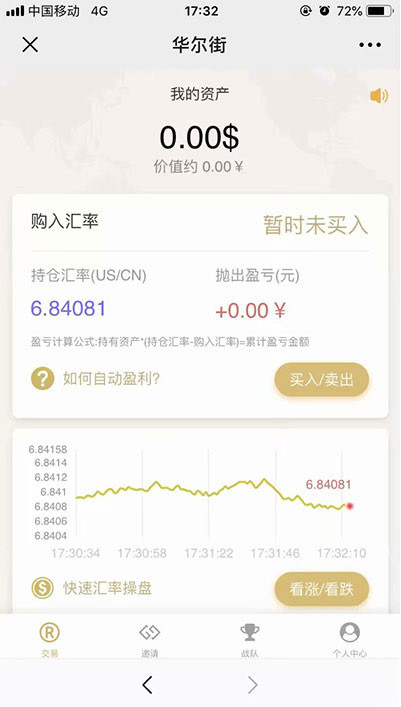 中国移动 4G 17:32 72%
华尔街
我的资产
0.00$
价值约 0.00￥
购入汇率 暂时未买入
持仓汇率(US/CN) 抛出盈亏(元)
6.84081 +0.00￥
盈亏计算公式:持有资产*(持仓汇率-购入汇率)=累计盈亏金额
? 如何自动盈利? 买入/卖出
6.84158
6.8414
6.8412
6.841
6.84081
6.8408
6.8406
6.8404
17:30:34 17:30:58 17:31:22 17:31:46 17:32:10
$ 快速汇率操盘 看涨/看跌
R
交易 邀请 战队 个人中心